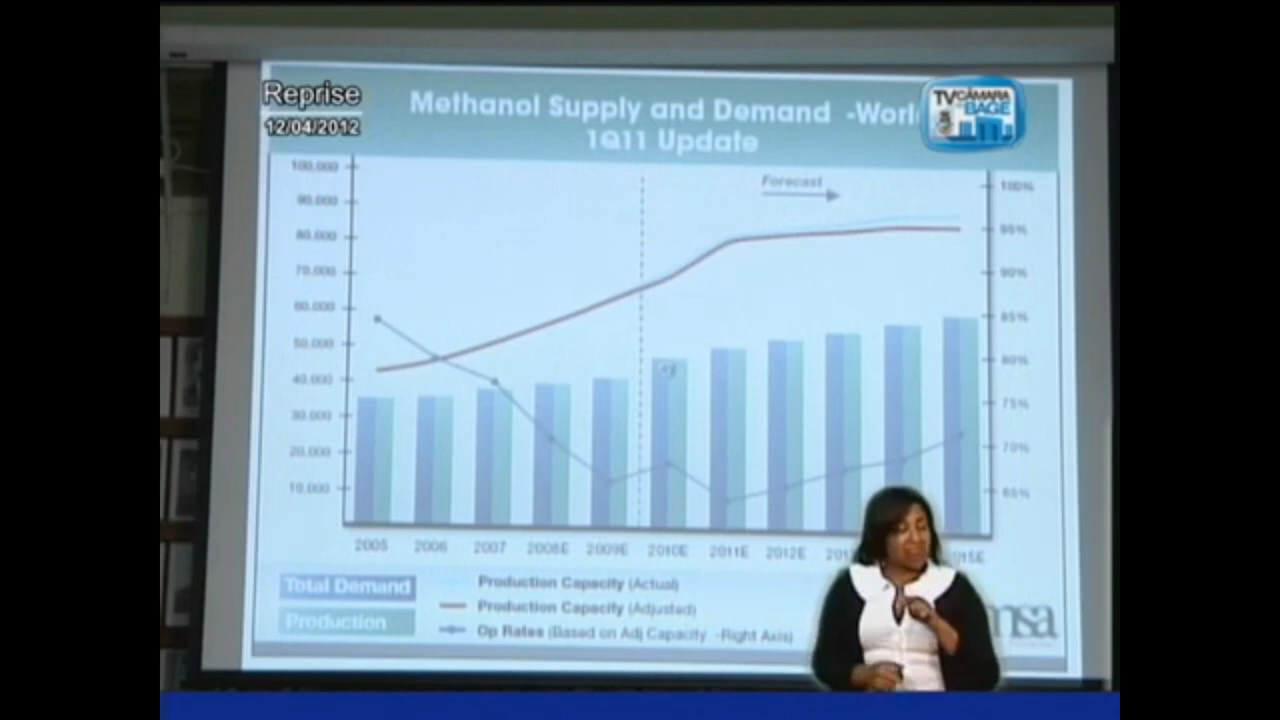 Reprise
12/04/2012
Methanol Supply and Demand -Worl
1Q11 Update
TV CÂMARA
BAGÉ
Forecast
100,000
90,000
80,000
70,000
60,000
50,000
40,000
30,000
20,000
10,000
100%
95%
90%
85%
80%
75%
70%
65%
2005 2006 2007 2008E 2009E 2010E 2011E 2012E
Total Demand
Production
Production Capacity (Actual)
Production Capacity (Adjusted)
Op Rates (Based on Adj Capacity -Right Axis)
msa